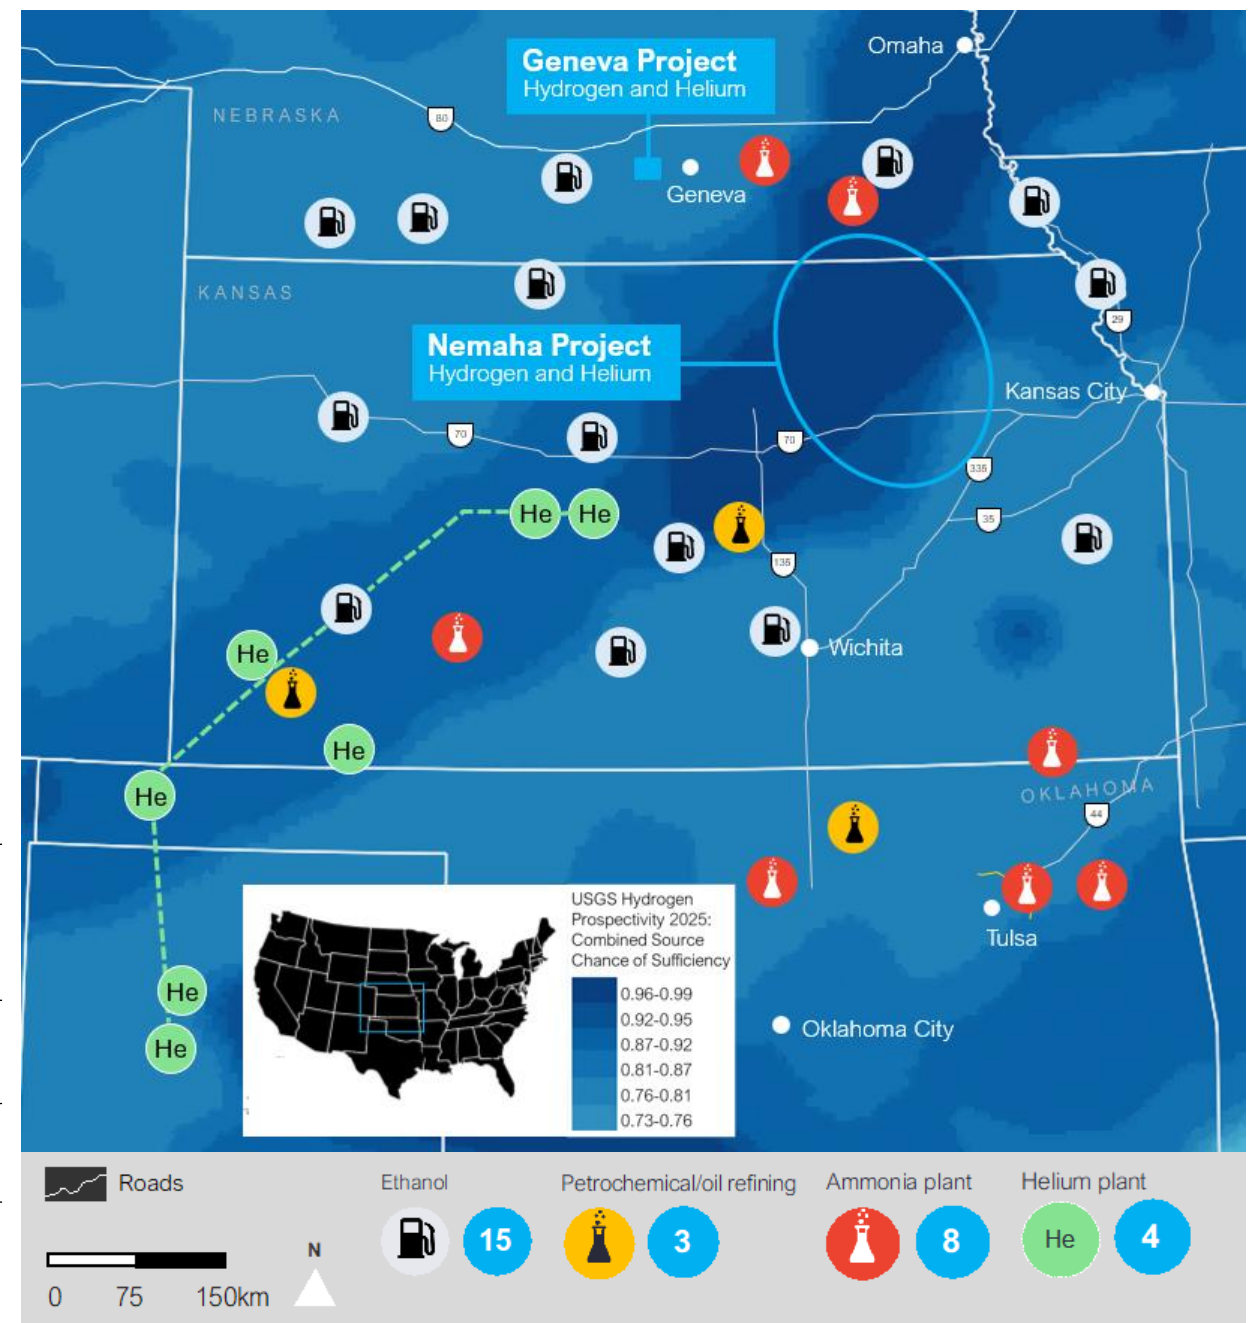 Omaha
Geneva Project
Hydrogen and Helium
NEBRASKA
80
Geneva
KANSAS
29
Nemaha Project
Hydrogen and Helium
Kansas City
70
70
335
He
He
35
135
He
Wichita
He
He
OKLAHOMA
44
USGS Hydrogen
Prospectivity 2025:
Combined Source
Chance of Sufficiency
0.96-0.99
0.92-0.95
0.87-0.92
0.81-0.87
0.76-0.81
0.73-0.76
Tulsa
He
Oklahoma City
He
Roads
Ethanol
Petrochemical/oil refining
Ammonia plant
Helium plant
15
3
8
He
4
N
0 75 150km